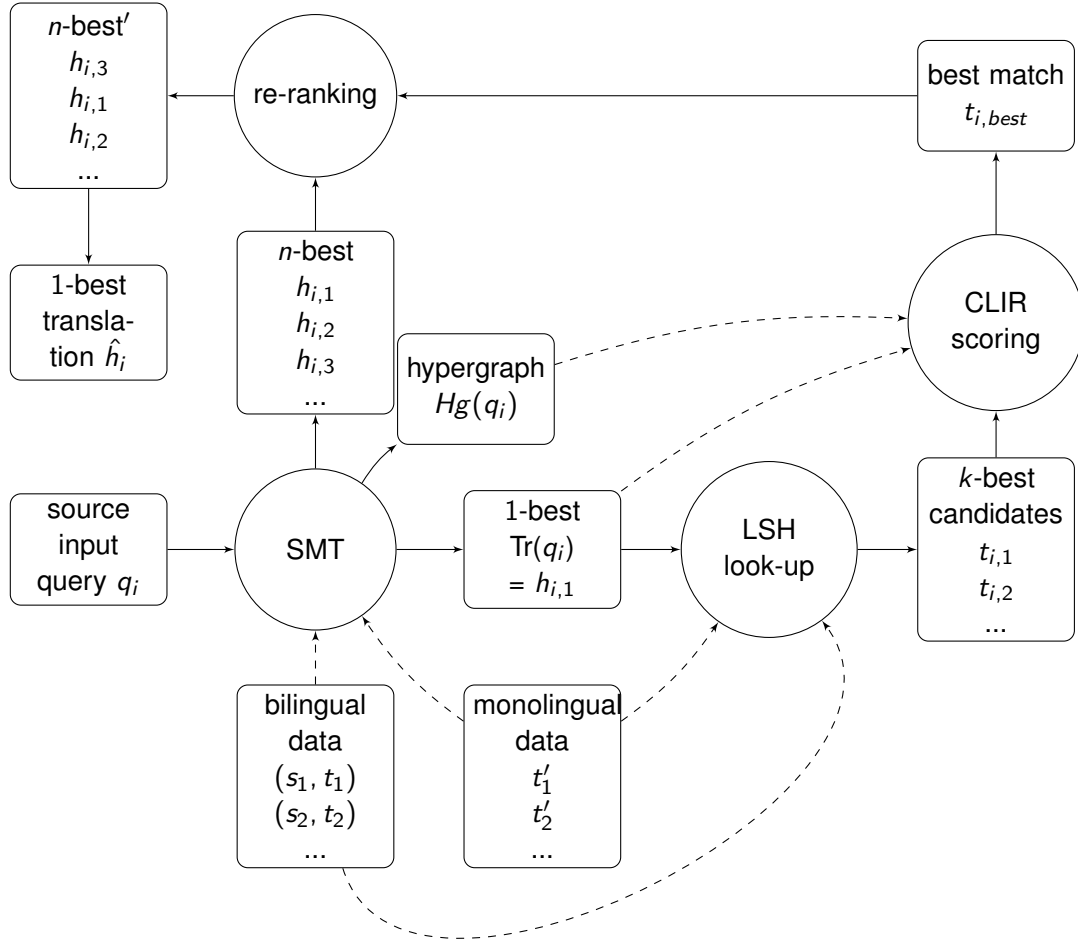 n-best′
h_{i,3}
h_{i,1}
h_{i,2}
...
re-ranking
best match
t_{i,best}
1-best
transla-
tion ĥ_i
n-best
h_{i,1}
h_{i,2}
h_{i,3}
...
hypergraph
Hg(q_i)
CLIR
scoring
source
input
query q_i
SMT
1-best
Tr(q_i)
= h_{i,1}
LSH
look-up
k-best
candidates
t_{i,1}
t_{i,2}
...
bilingual
data
(s_1, t_1)
(s_2, t_2)
...
monolingual
data
t′_1
t′_2
...